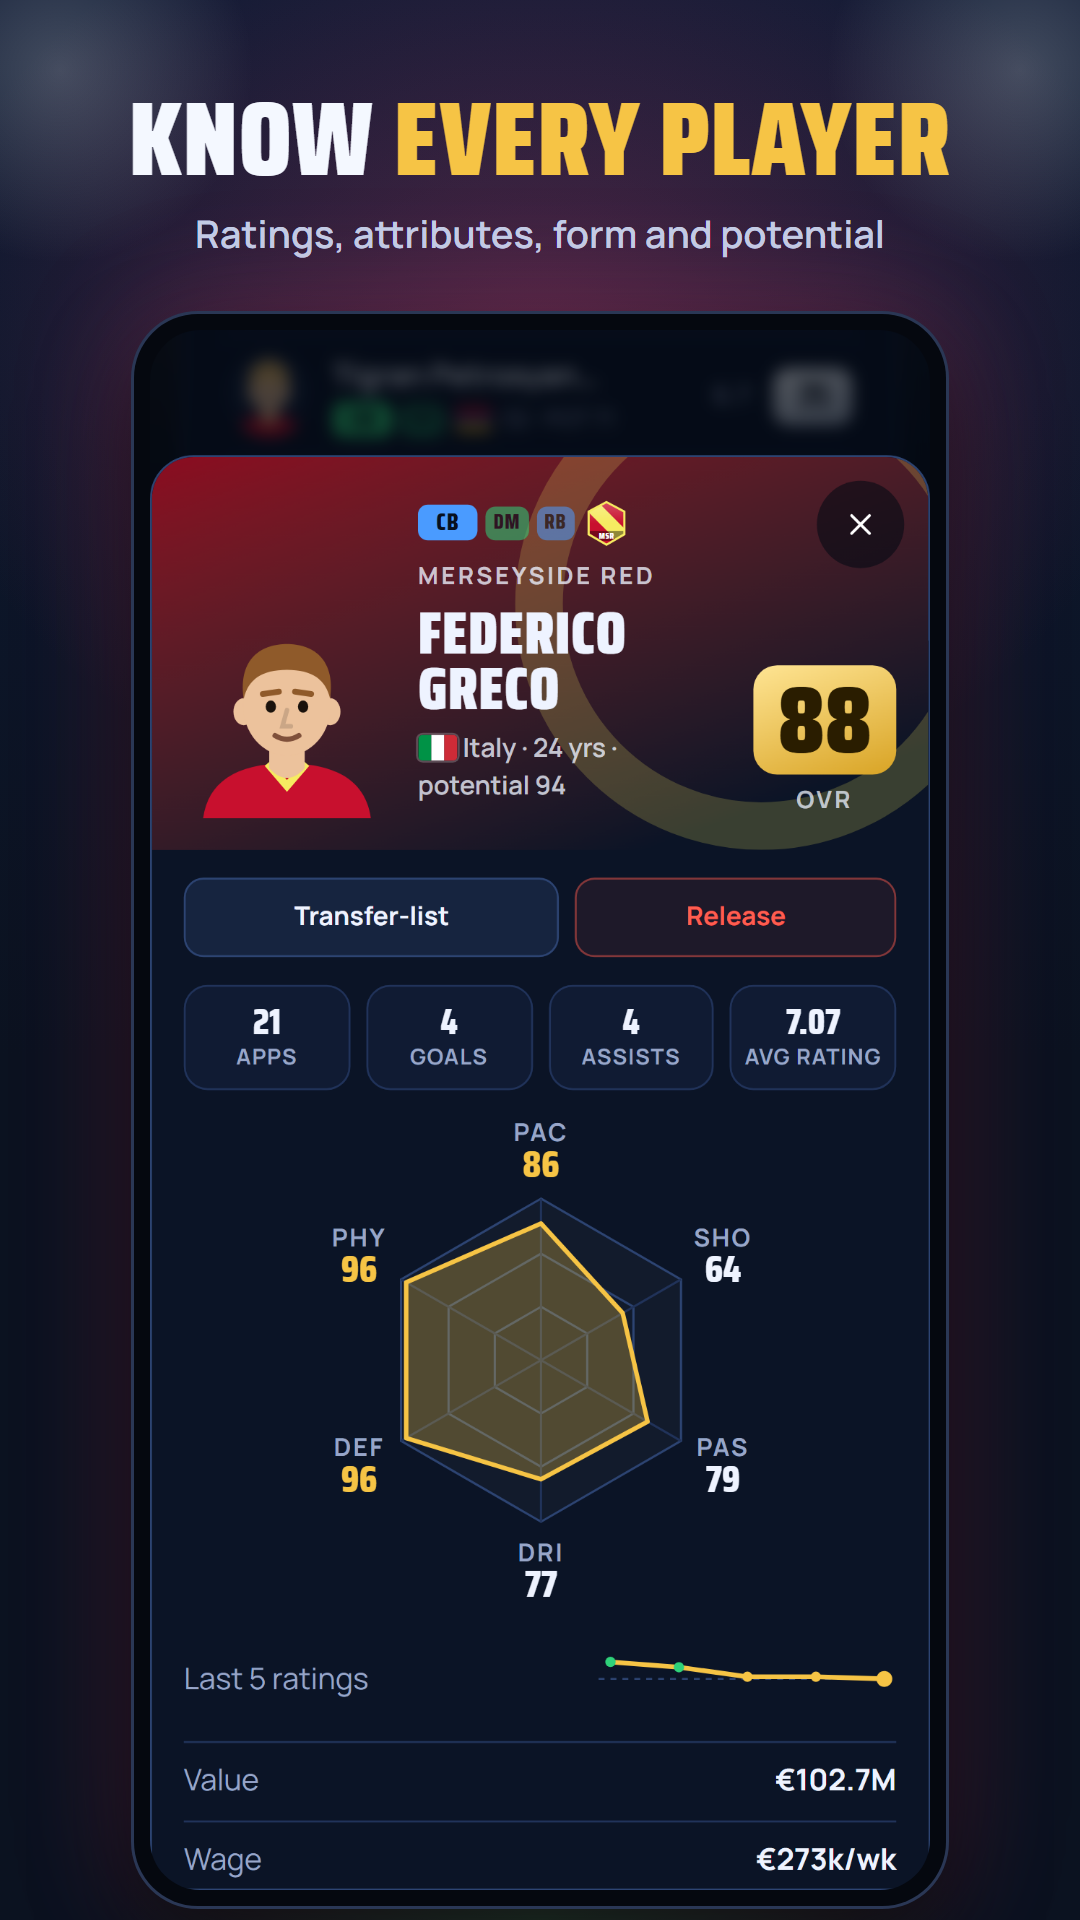 KNOW EVERY PLAYER
Ratings, attributes, form and potential
CB DM RB MSR
MERSEYSIDE RED
FEDERICO
GRECO
Italy · 24 yrs ·
potential 94
88
OVR
Transfer-list Release
21 4 4 7.07
APPS GOALS ASSISTS AVG RATING
PAC
86
PHY SHO
96 64
DEF PAS
96 79
DRI
77
Last 5 ratings
Value €102.7M
Wage €273k/wk